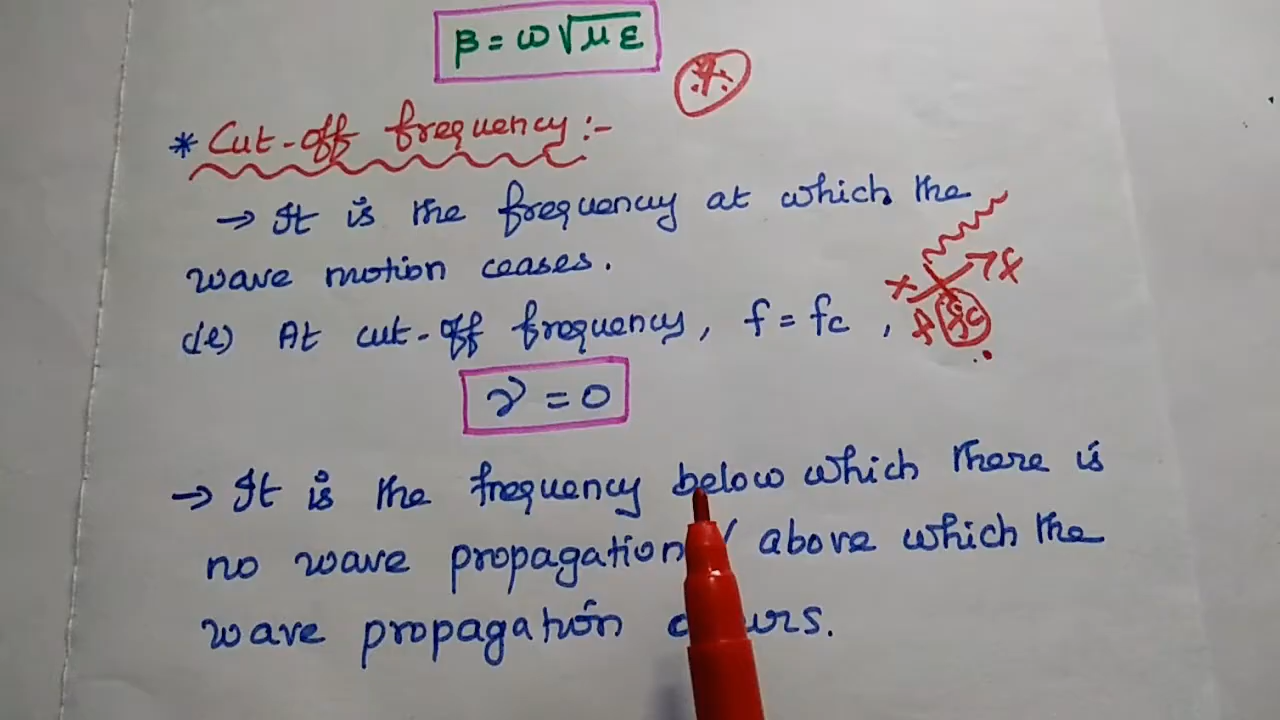 β = ω√με
* Cut-off frequency :-
→ It is the frequency at which the
wave motion ceases.
(ie) At cut-off frequency, f = fc ,
fc
γ = 0
→ It is the frequency below which there is
no wave propagation / above which the
wave propagation